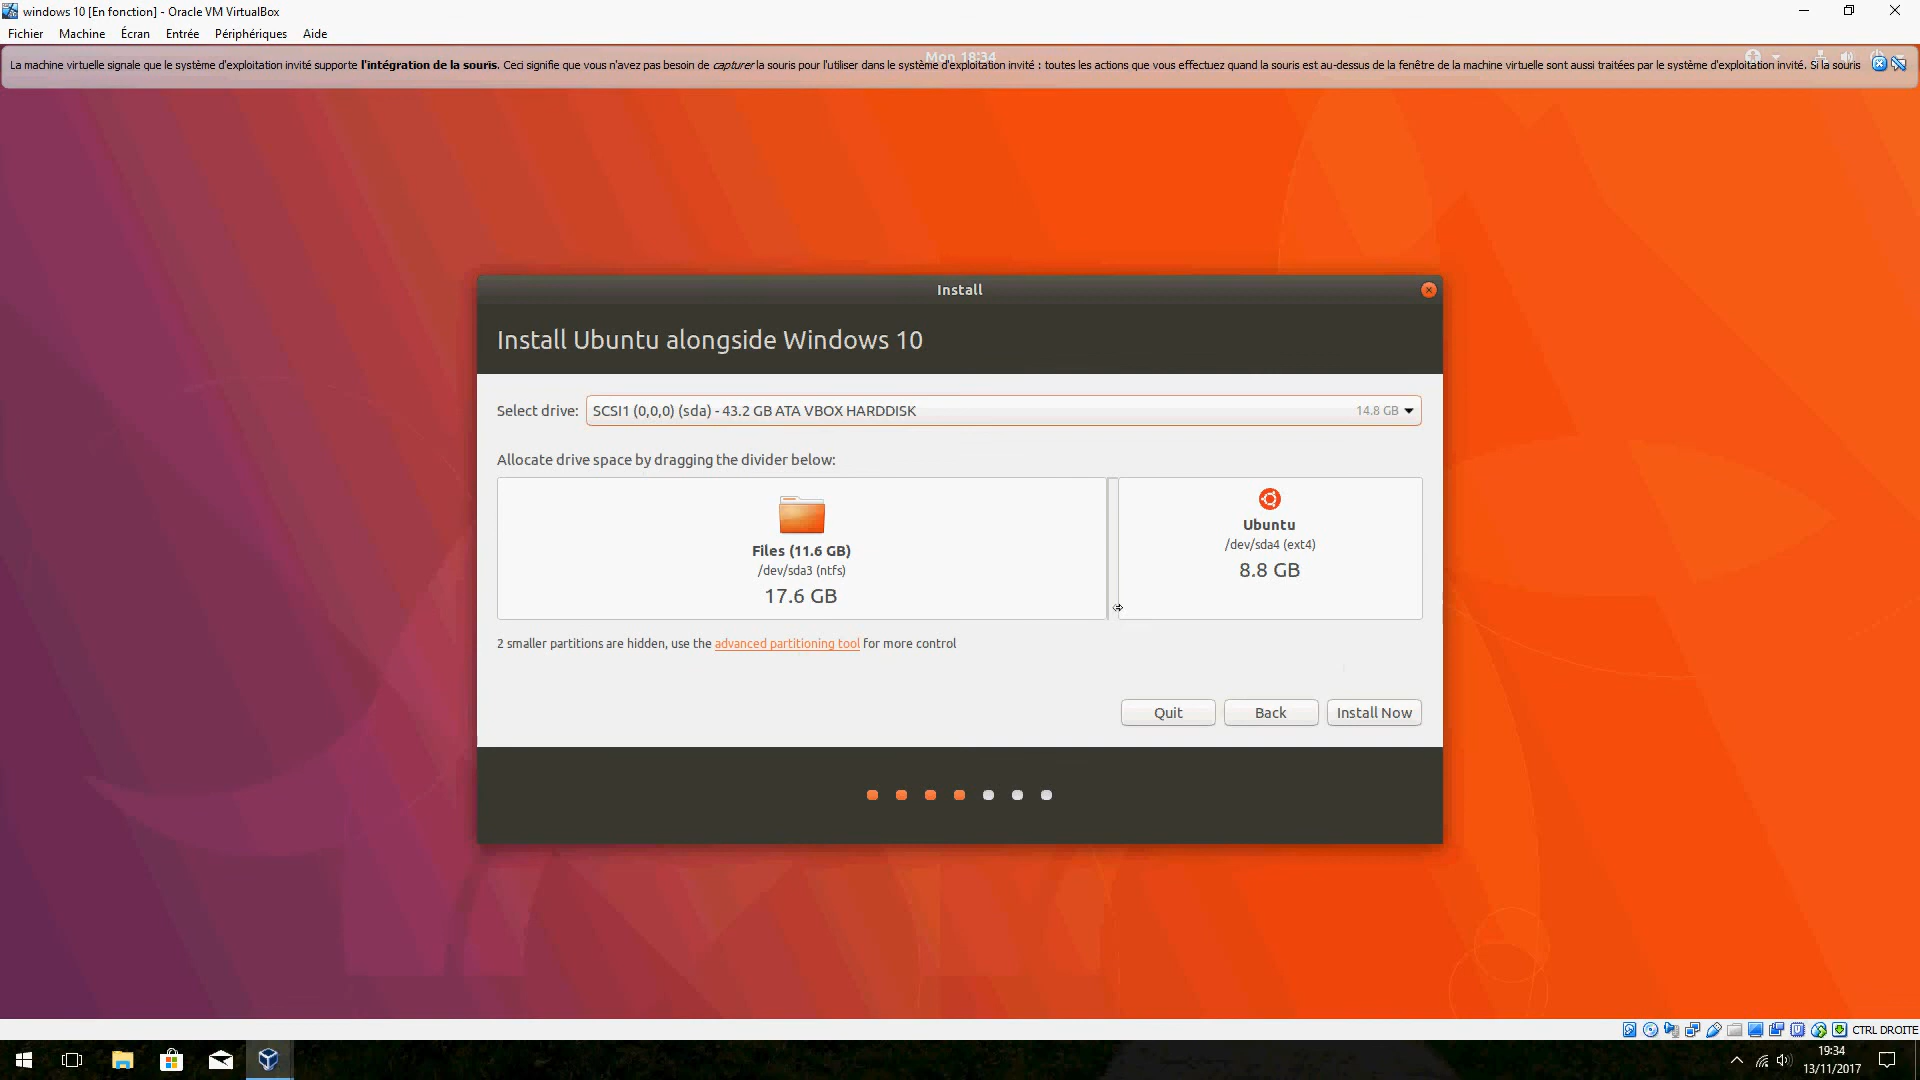 windows 10 [En fonction] - Oracle VM VirtualBox
Fichier Machine Écran Entrée Périphériques Aide
Mon 18:34
La machine virtuelle signale que le système d'exploitation invité supporte l'intégration de la souris. Ceci signifie que vous n'avez pas besoin de capturer la souris pour l'utiliser dans le système d'exploitation invité : toutes les actions que vous effectuez quand la souris est au-dessus de la fenêtre de la machine virtuelle sont aussi traitées par le système d'exploitation invité. Si la souris
Install
Install Ubuntu alongside Windows 10
Select drive: SCSI1 (0,0,0) (sda) - 43.2 GB ATA VBOX HARDDISK 14.8 GB
Allocate drive space by dragging the divider below:
Files (11.6 GB)
/dev/sda3 (ntfs)
17.6 GB
Ubuntu
/dev/sda4 (ext4)
8.8 GB
2 smaller partitions are hidden, use the advanced partitioning tool for more control
Quit Back Install Now
CTRL DROITE
19:34
13/11/2017